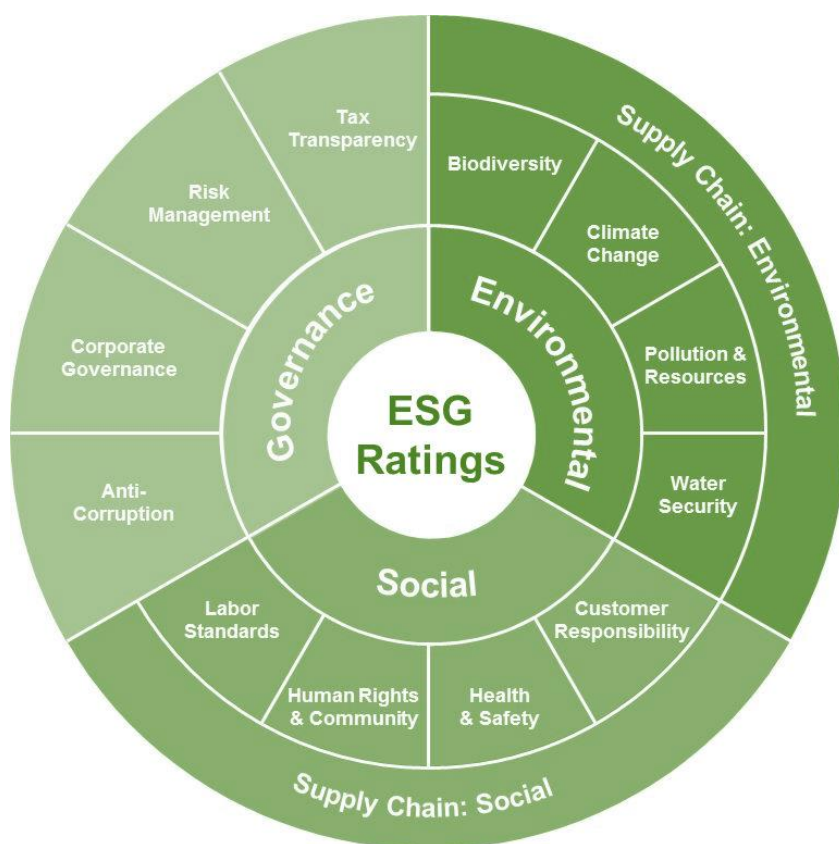 ESG
Ratings
Environmental
Biodiversity
Climate
Change
Pollution &
Resources
Water
Security
Supply Chain: Environmental
Social
Customer
Responsibility
Health
& Safety
Human Rights
& Community
Labor
Standards
Supply Chain: Social
Governance
Anti-
Corruption
Corporate
Governance
Risk
Management
Tax
Transparency